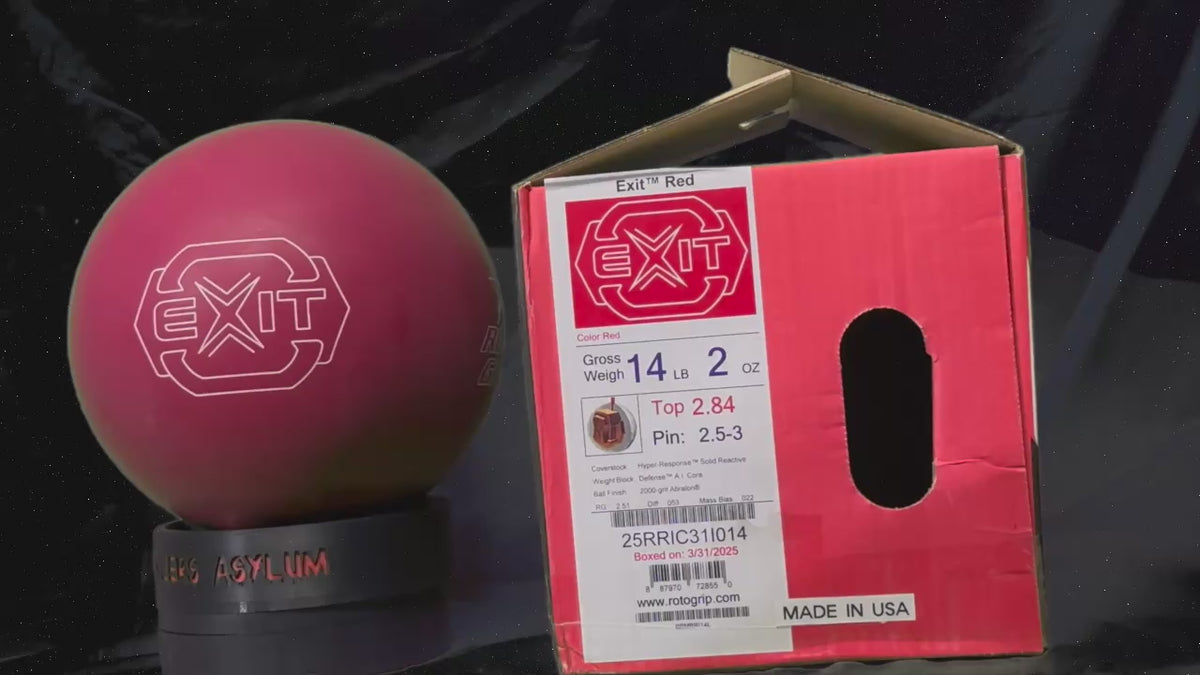 EXIT
ASYLUM
Exit™ Red
EXIT
Color Red
Gross Weigh 14 LB 2 OZ
Top 2.84
Pin: 2.5-3
Coverstock Hyper-Response™ Solid Reactive
Weight Block Defense™ A.I. Core
Ball Finish 2000-grit Abralon®
RG 2.51 Diff .053 Mass Bias .022
25RRIC31I014
Boxed on: 3/31/2025
8 87970 72855 0
www.rotogrip.com
MADE IN USA